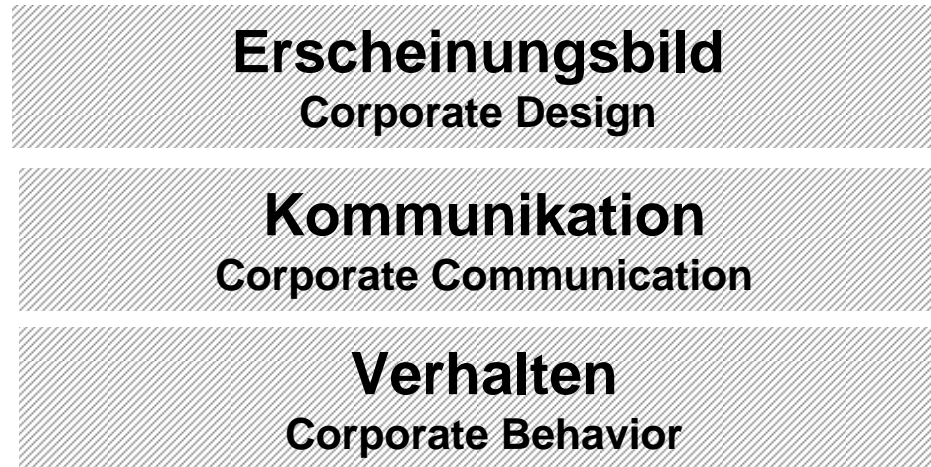 Erscheinungsbild
Corporate Design
Kommunikation
Corporate Communication
Verhalten
Corporate Behavior